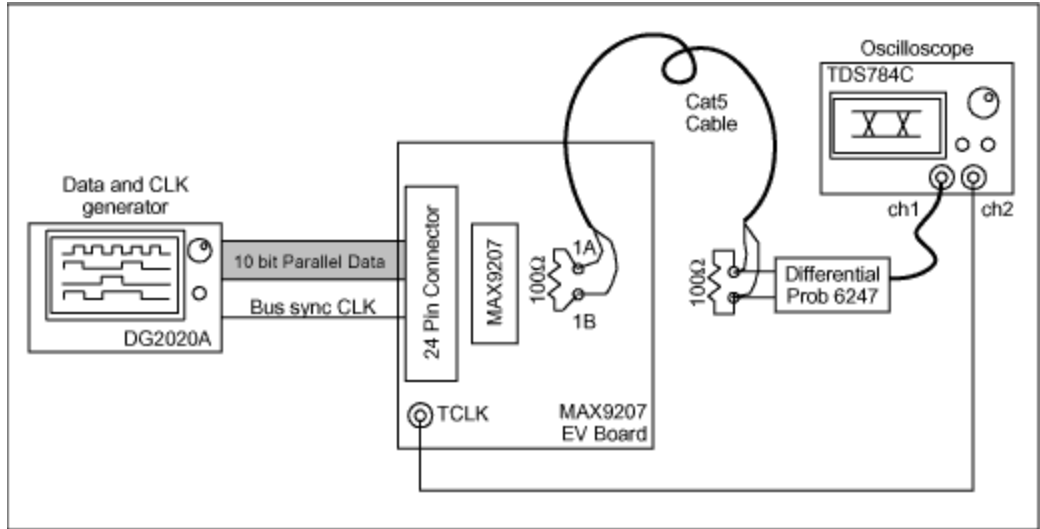 Oscilloscope
TDS784C
ch1
ch2
Cat5
Cable
Data and CLK
generator
DG2020A
10 bit Parallel Data
Bus sync CLK
24 Pin Connector
MAX9207
100Ω
1A
1B
TCLK
MAX9207
EV Board
100Ω
Differential
Prob 6247